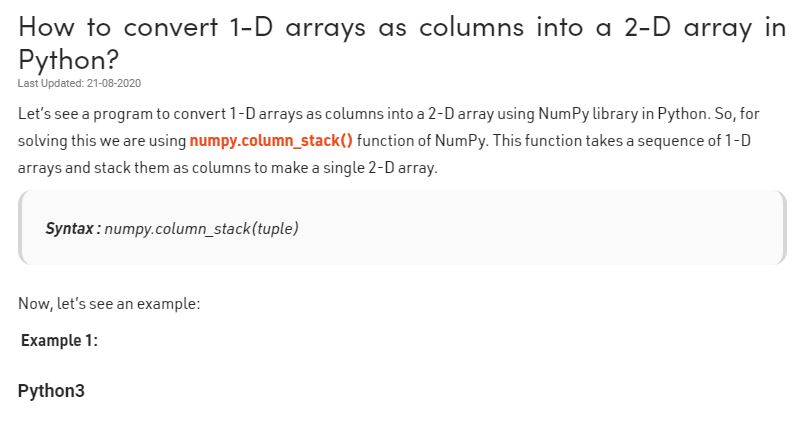 How to convert 1-D arrays as columns into a 2-D array in
Python?
Last Updated: 21-08-2020
Let's see a program to convert 1-D arrays as columns into a 2-D array using NumPy library in Python. So, for
solving this we are using numpy.column_stack() function of NumPy. This function takes a sequence of 1-D
arrays and stack them as columns to make a single 2-D array.
Syntax : numpy.column_stack(tuple)
Now, let's see an example:
Example 1:
Python3